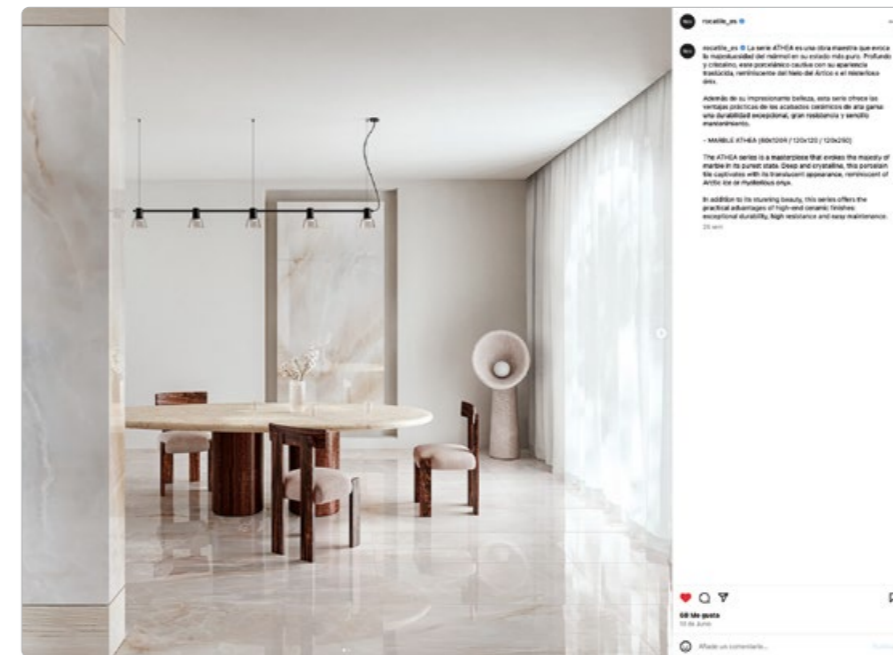 rocatile_es
rocatile_es La serie ATHEA es una obra maestra que evoca
la majestuosidad del mármol en su estado más puro. Profundo
y cristalino, este porcelánico cautiva con su apariencia
translúcida, reminiscente del hielo del Ártico o el misterioso
ónix.
Además de su impresionante belleza, esta serie ofrece las
ventajas prácticas de los acabados cerámicos de alta gama:
una durabilidad excepcional, gran resistencia y sencillo
mantenimiento.
- MARBLE ATHEA (60x120R / 120x120 / 120x250)
The ATHEA series is a masterpiece that evokes the majesty of
marble in its purest state. Deep and crystalline, this porcelain
tile captivates with its translucent appearance, reminiscent of
Arctic ice or mysterious onyx.
In addition to its stunning beauty, this series offers the
practical advantages of high-end ceramic finishes:
exceptional durability, high resistance and easy maintenance.
Me gusta
de junio
Añade un comentario...